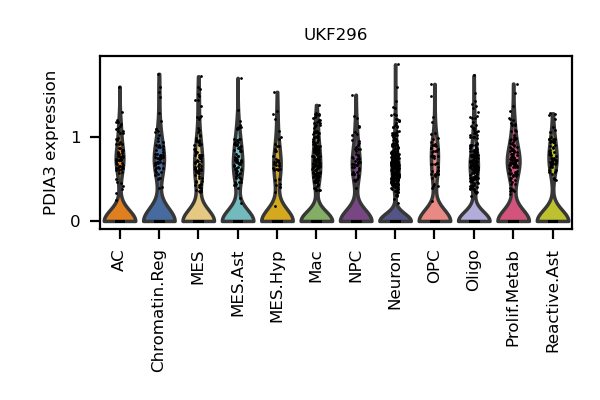 UKF296
PDIA3 expression
1
0
AC
Chromatin.Reg
MES
MES.Ast
MES.Hyp
Mac
NPC
Neuron
OPC
Oligo
Prolif.Metab
Reactive.Ast